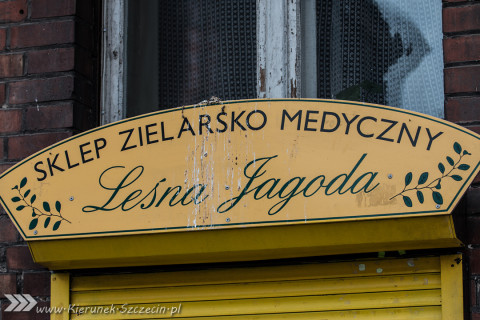 SKLEP ZIELARSKO MEDYCZNY
Leśna Jagoda
www.Kierunek-Szczecin.pl